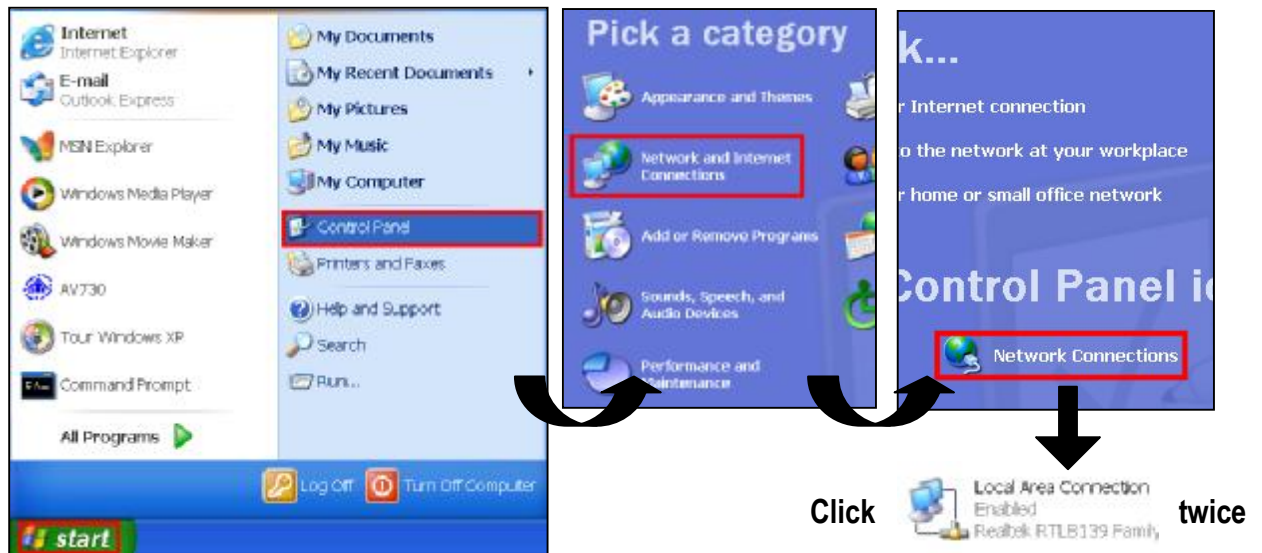 Internet
Internet Explorer
E-mail
Outlook Express
MSN Explorer
Windows Media Player
Windows Movie Maker
AV730
Tour Windows XP
Command Prompt
All Programs
My Documents
My Recent Documents
My Pictures
My Music
My Computer
Control Panel
Printers and Faxes
Help and Support
Search
Run...
Log Off
Turn Off Computer
start
Pick a category
Appearance and Themes
Network and Internet
Connections
Add or Remove Programs
Sounds, Speech, and
Audio Devices
Performance and
Maintenance
k...
r Internet connection
o the network at your workplace
r home or small office network
Control Panel ic
Network Connections
Click
Local Area Connection
Enabled
Realtek RTL8139 Family
twice